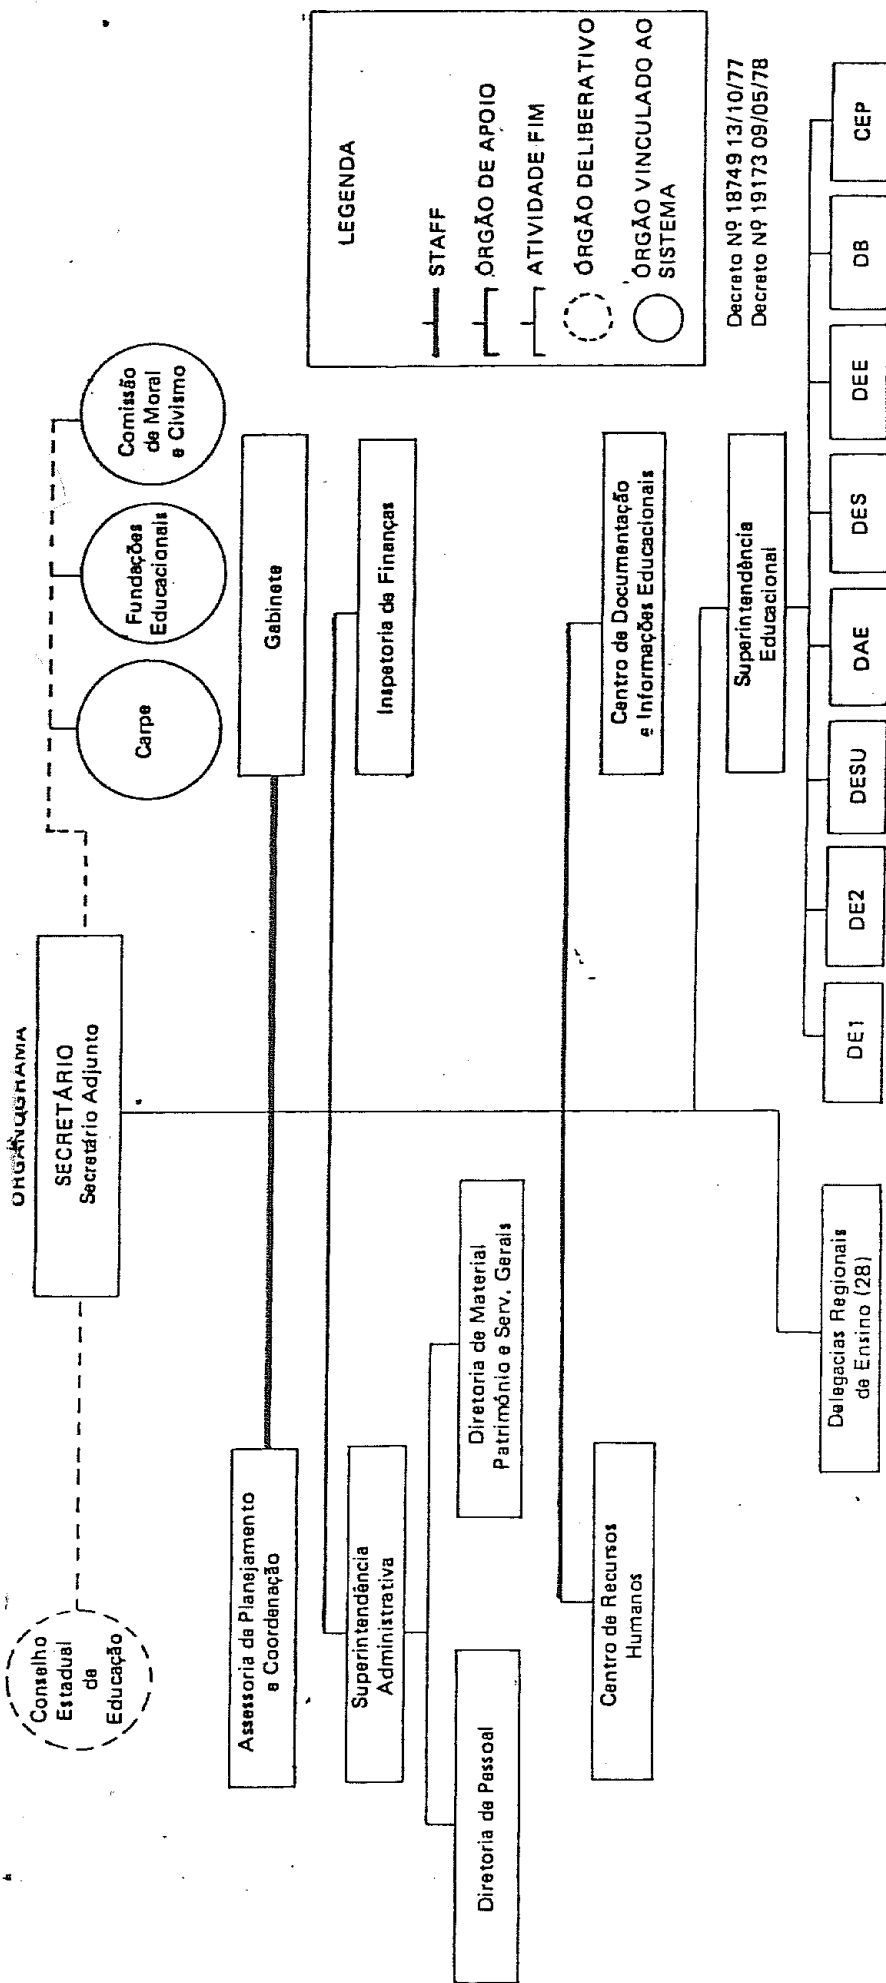 ORGANOGRAMA
SECRETÁRIO
Secretário Adjunto
Conselho
Estadual
de
Educação
Carpe
Fundações
Educacionais
Comissão
de Moral
e Civismo
Assessoria de Planejamento
e Coordenação
Gabinete
Superintendência
Administrativa
Inspetoria de Finanças
Diretoria de Pessoal
Diretoria de Material
Patrimônio e Serv. Gerais
Centro de Recursos
Humanos
Centro de Documentação
e Informações Educacionais
Superintendência
Educacional
Delegacias Regionais
de Ensino (28)
DE1
DE2
DESU
DAE
DES
DEE
DB
CEP
LEGENDA
STAFF
ÓRGÃO DE APOIO
ATIVIDADE FIM
ÓRGÃO DELIBERATIVO
ÓRGÃO VINCULADO AO
SISTEMA
Decreto Nº 18749 13/10/77
Decreto Nº 19173 09/05/78